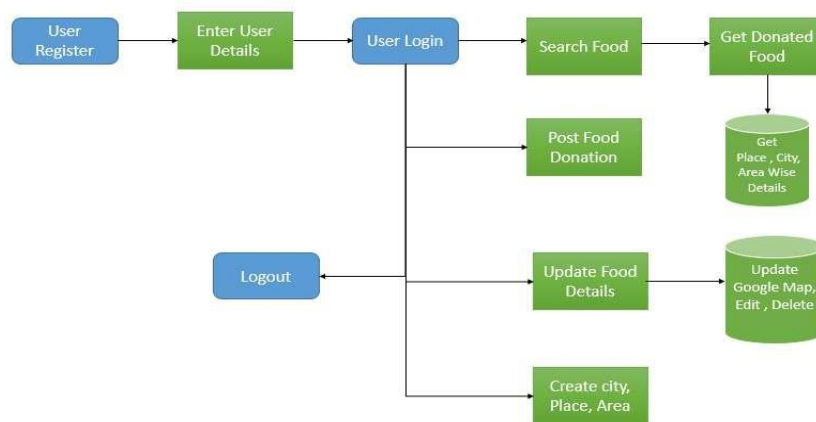 User
Register
Enter User
Details
User Login
Search Food
Get Donated
Food
Post Food
Donation
Get
Place , City,
Area Wise
Details
Logout
Update Food
Details
Update
Google Map,
Edit , Delete
Create city,
Place, Area